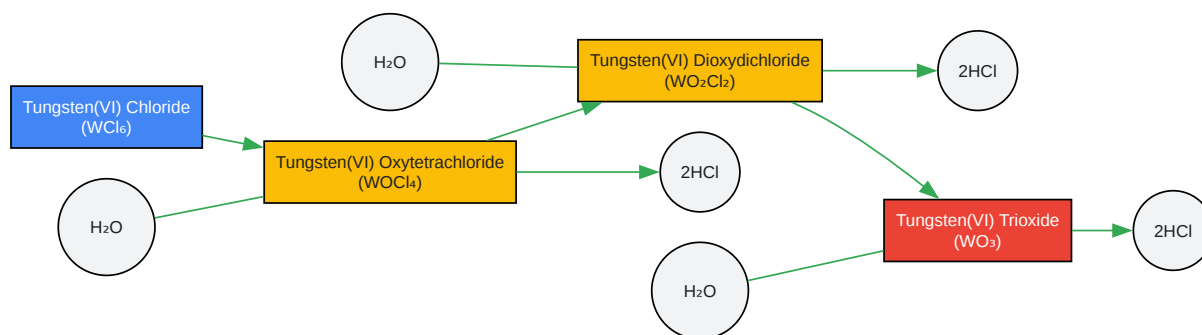 H₂O
Tungsten(VI) Dioxydichloride
(WO₂Cl₂)
2HCl
Tungsten(VI) Chloride
(WCl₆)
Tungsten(VI) Oxytetrachloride
(WOCl₄)
2HCl
H₂O
Tungsten(VI) Trioxide
(WO₃)
2HCl
H₂O